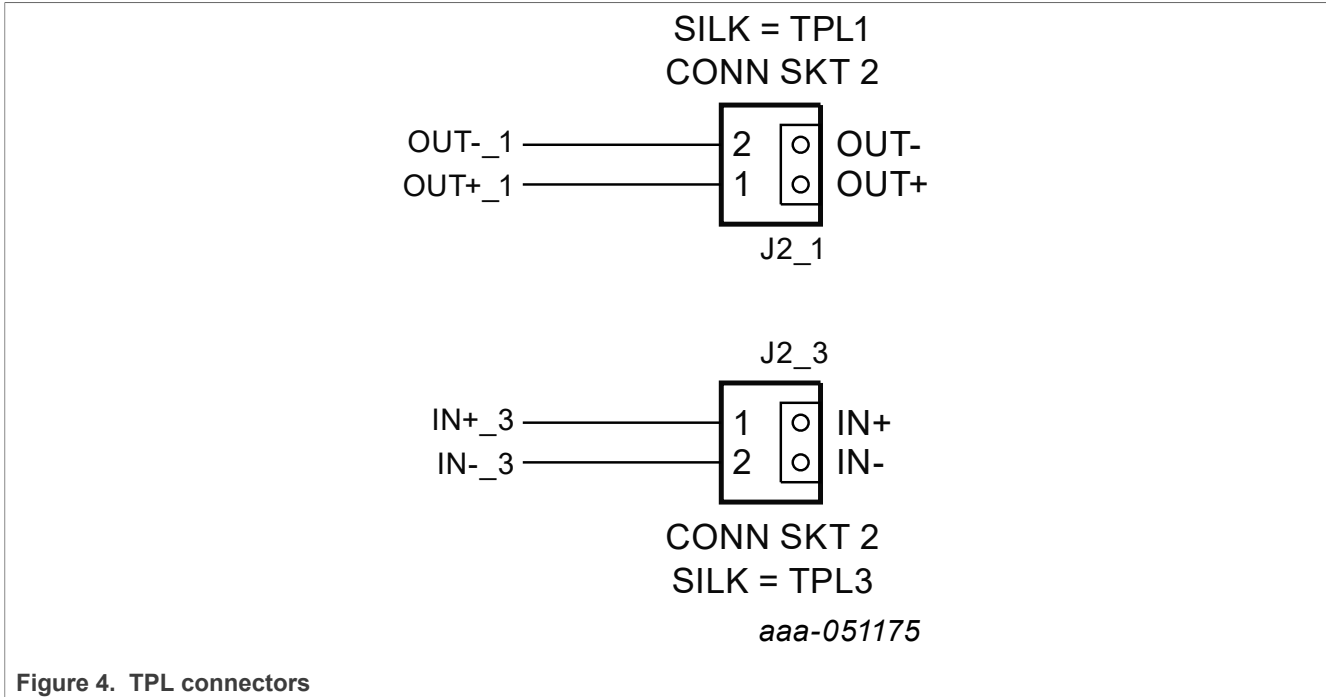 SILK = TPL1
CONN SKT 2
OUT-_1 2 OUT-
OUT+_1 1 OUT+
J2_1
J2_3
IN+_3 1 IN+
IN-_3 2 IN-
CONN SKT 2
SILK = TPL3
aaa-051175
Figure 4. TPL connectors